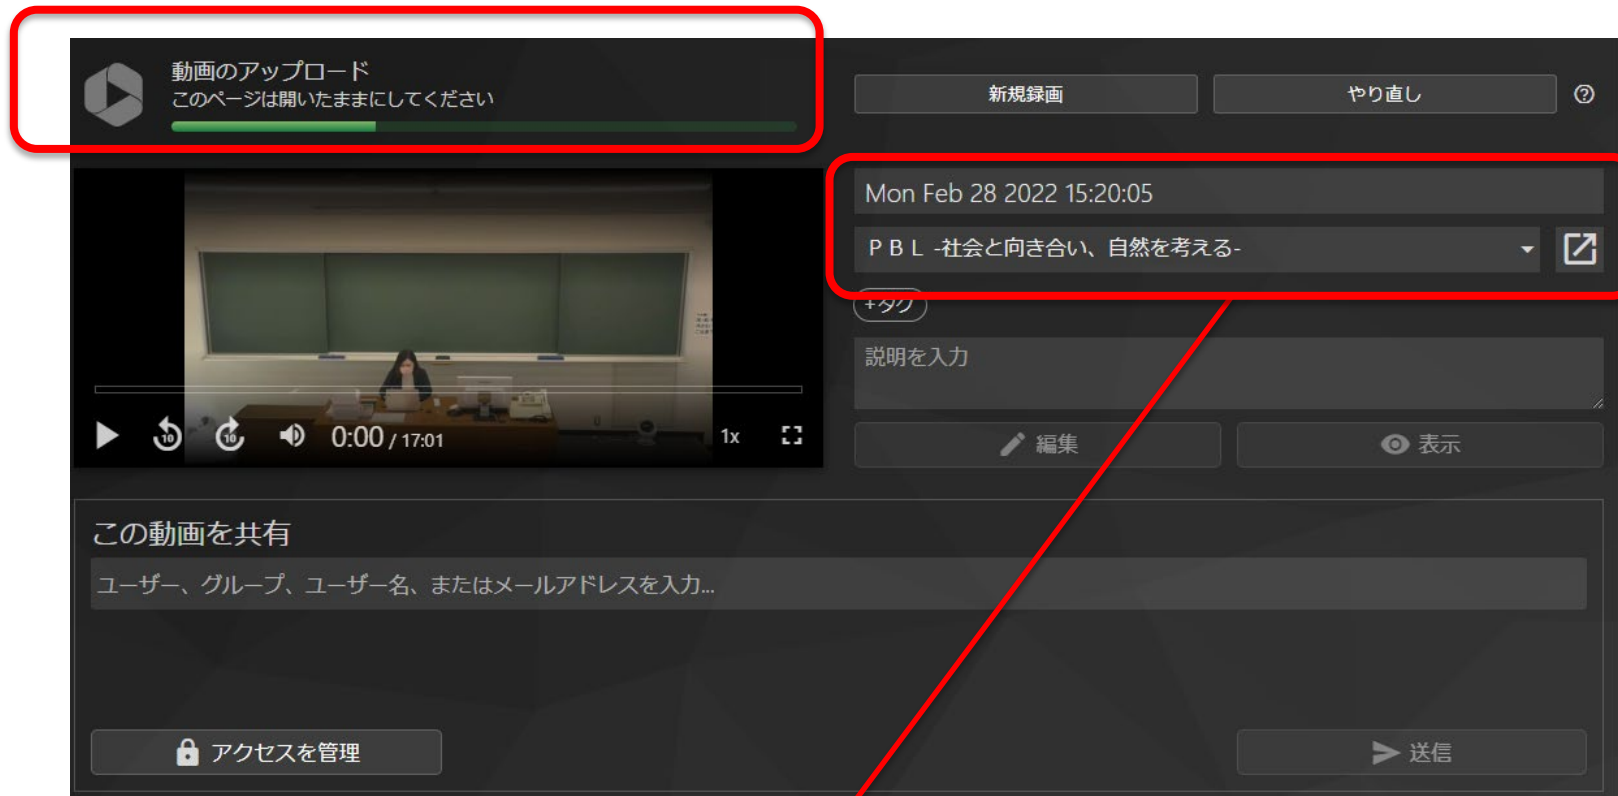 動画のアップロード
このページは開いたままにしてください
新規録画
やり直し
Mon Feb 28 2022 15:20:05
ＰＢＬ-社会と向き合い、自然を考える-
+タグ
説明を入力
10
10
0:00 / 17:01
1x
編集
表示
この動画を共有
ユーザー、グループ、ユーザー名、またはメールアドレスを入力...
アクセスを管理
送信